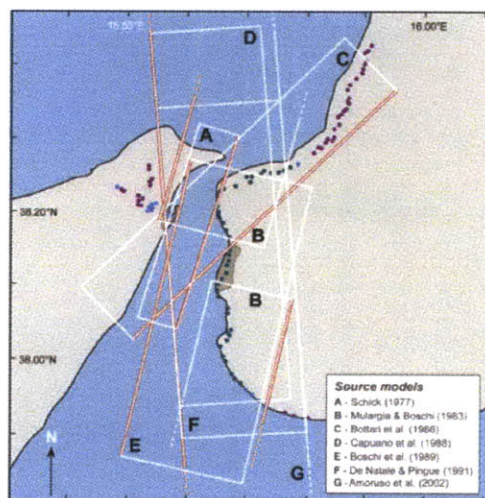 15.50°E
16.00°E
D
C
A
38.20°N
B
B
38.00°N
Source models
A - Schick (1977)
B - Mulargia & Boschi (1983)
C - Bottari et al (1986)
D - Capuano et al (1988)
E - Boschi et al (1989)
F - De Natale & Pingue (1991)
G - Amoruso et al. (2002)
N
E
F
G